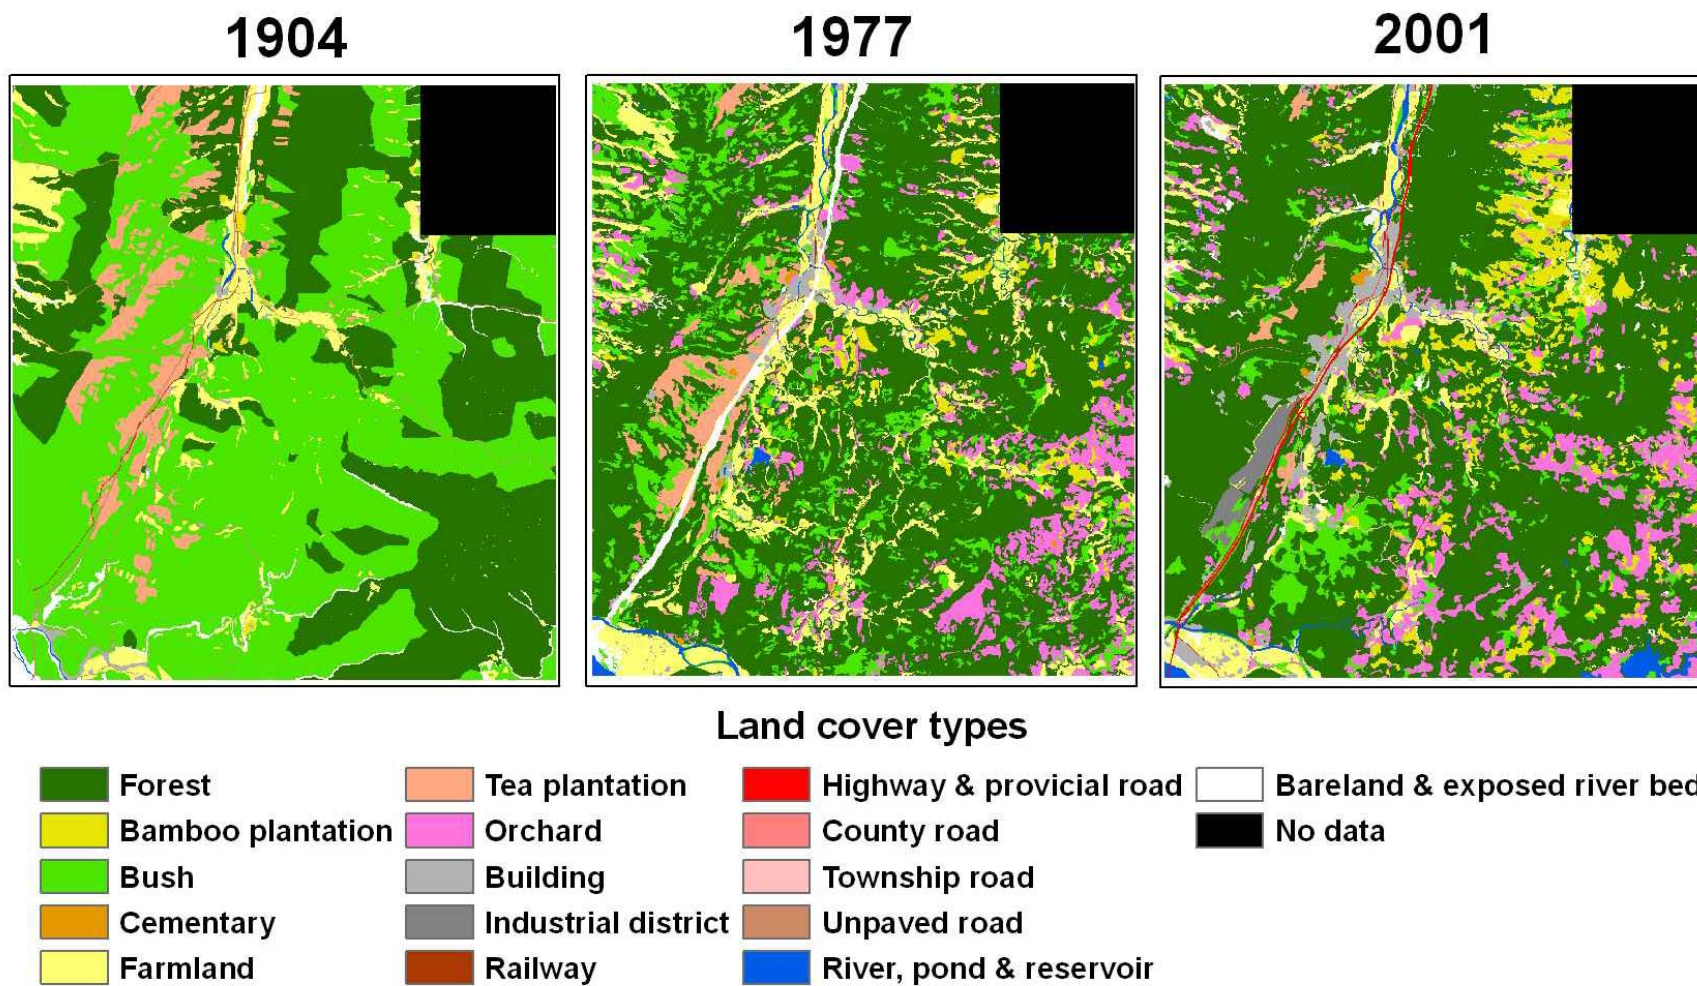 1904 1977 2001
Land cover types
Forest
Bamboo plantation
Bush
Cementary
Farmland
Tea plantation
Orchard
Building
Industrial district
Railway
Highway & provicial road
County road
Township road
Unpaved road
River, pond & reservoir
Bareland & exposed river bed
No data